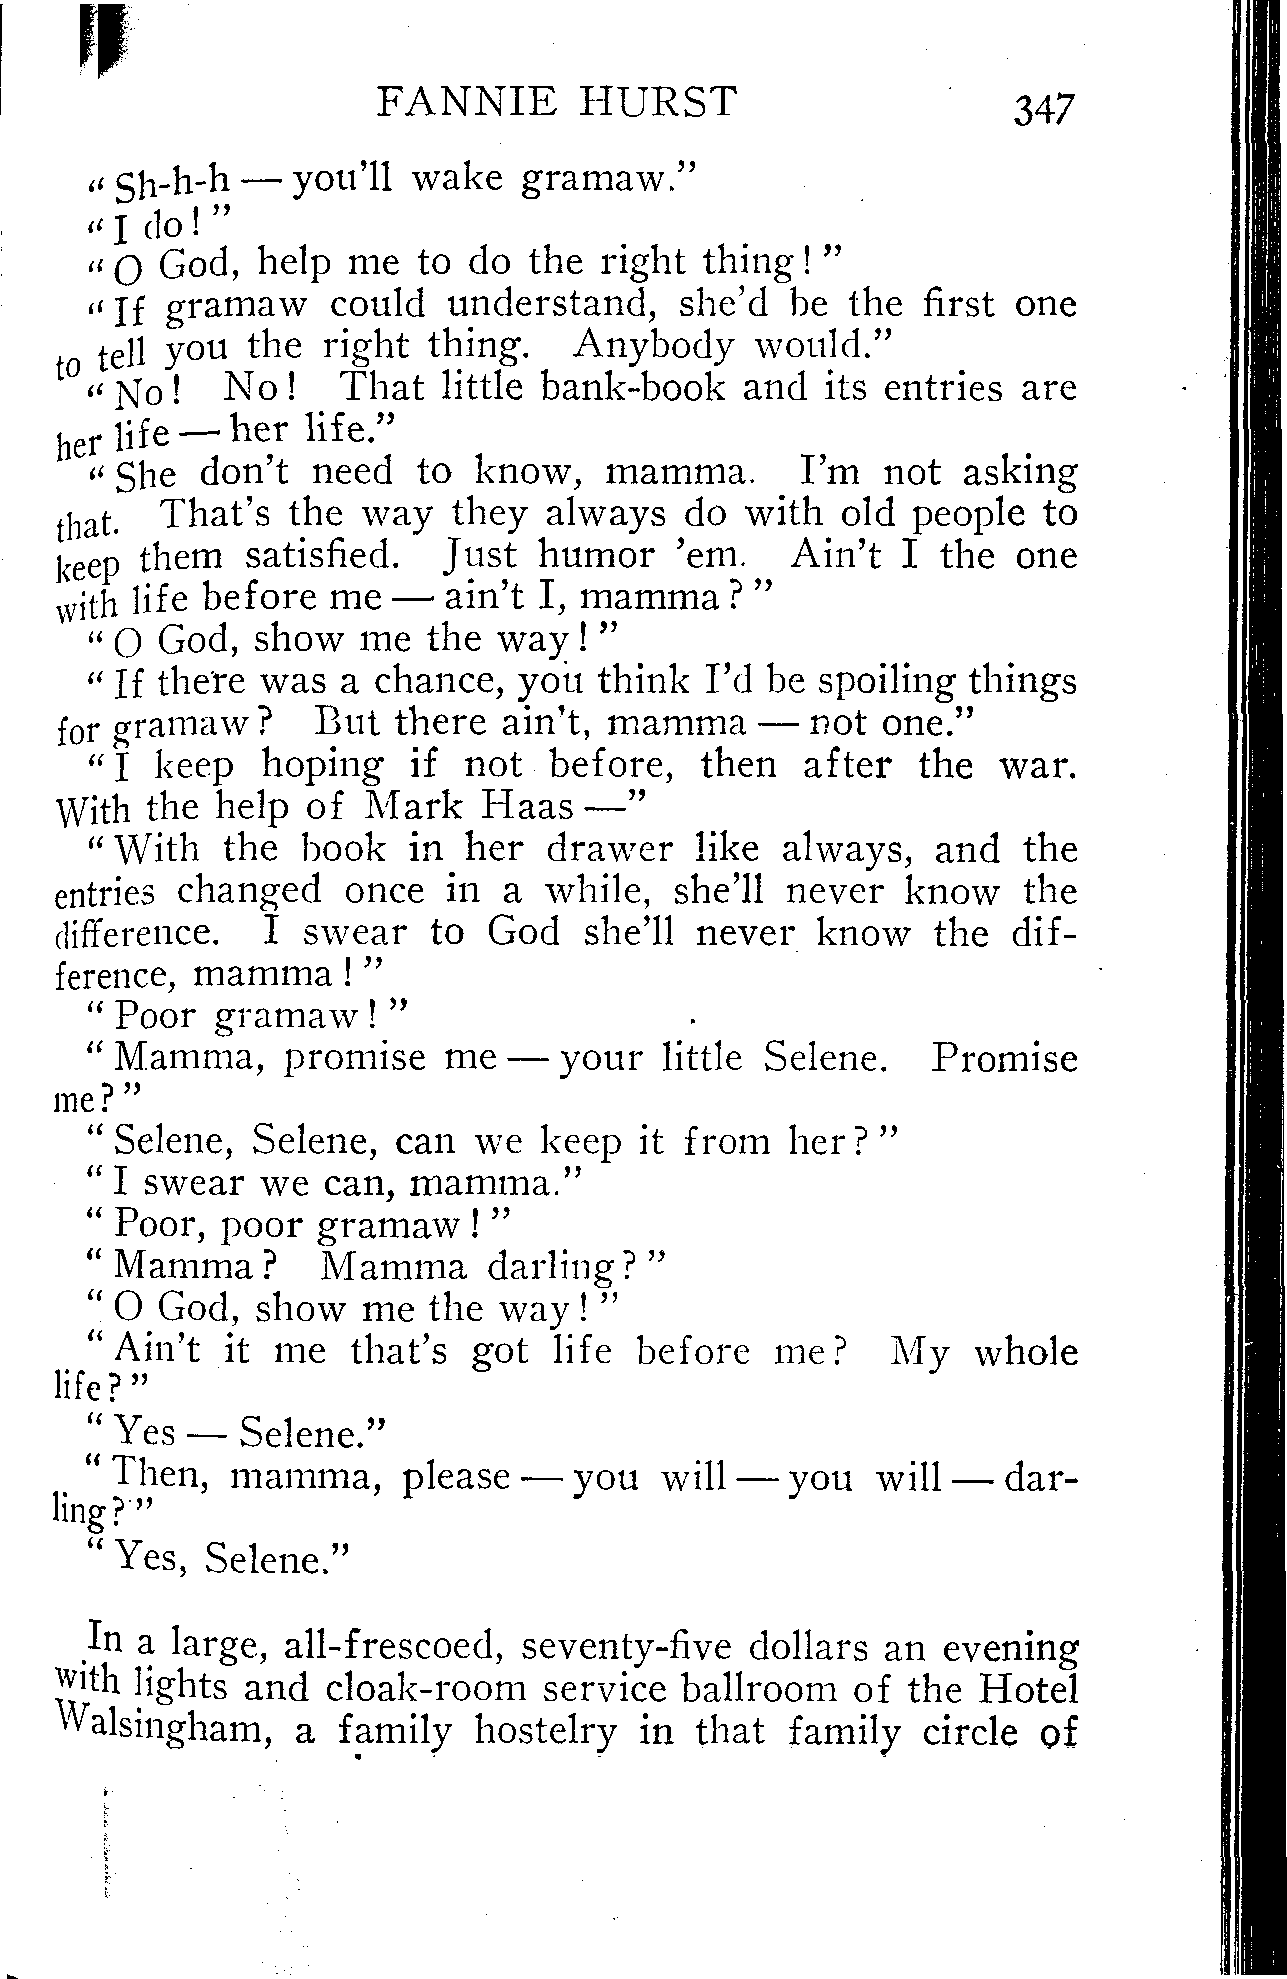 FANNIE HURST 347
"Sh-h-h — you'll wake gramaw."
"I do!"
"O God, help me to do the right thing!"
"If gramaw could understand, she'd be the first one
to tell you the right thing. Anybody would."
"No! No! That little bank-book and its entries are
her life — her life."
"She don't need to know, mamma. I'm not asking
that. That's the way they always do with old people to
keep them satisfied. Just humor 'em. Ain't I the one
with life before me — ain't I, mamma?"
"O God, show me the way!"
"If there was a chance, you think I'd be spoiling things
for gramaw? But there ain't, mamma — not one."
"I keep hoping if not before, then after the war.
With the help of Mark Haas —"
"With the book in her drawer like always, and the
entries changed once in a while, she'll never know the
difference. I swear to God she'll never know the dif-
ference, mamma!"
"Poor gramaw!"
"Mamma, promise me — your little Selene. Promise
me?"
"Selene, Selene, can we keep it from her?"
"I swear we can, mamma."
"Poor, poor gramaw!"
"Mamma? Mamma darling?"
"O God, show me the way!"
"Ain't it me that's got life before me? My whole
life?"
"Yes — Selene."
"Then, mamma, please — you will — you will — dar-
ling?"
"Yes, Selene."
In a large, all-frescoed, seventy-five dollars an evening
with lights and cloak-room service ballroom of the Hotel
Walsingham, a family hostelry in that family circle of